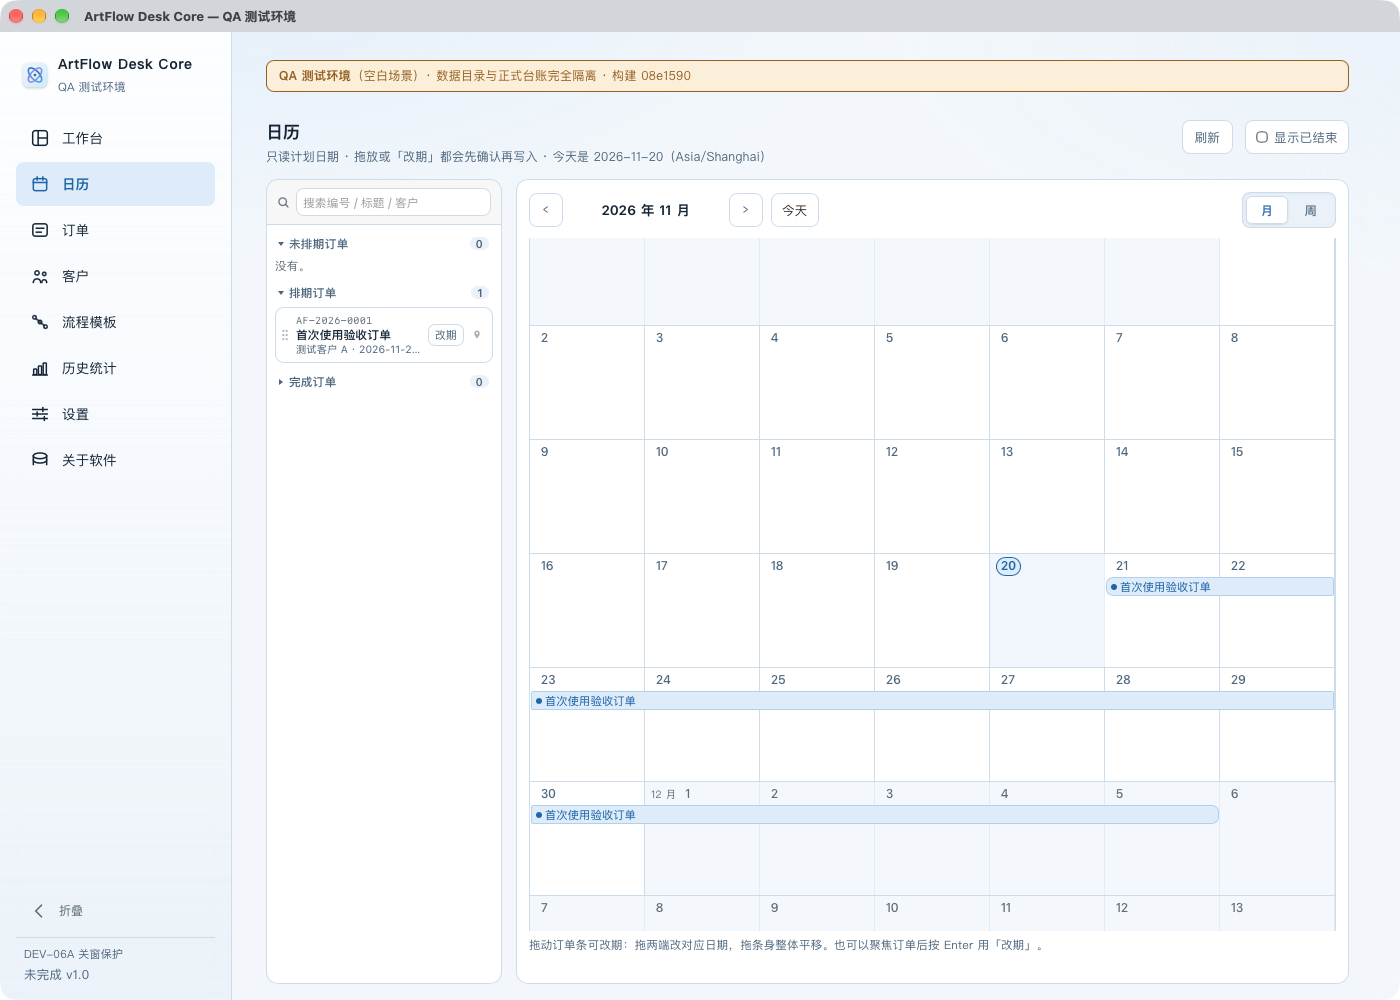 ArtFlow Desk Core — QA 测试环境
ArtFlow Desk Core
QA 测试环境
工作台
日历
订单
客户
流程模板
历史统计
设置
关于软件
折叠
DEV-06A 关窗保护
未完成 v1.0
QA 测试环境（空白场景）· 数据目录与正式台账完全隔离 · 构建 08e1590
日历
只读计划日期 · 拖放或「改期」都会先确认再写入 · 今天是 2026-11-20（Asia/Shanghai）
刷新
显示已结束
搜索编号 / 标题 / 客户
未排期订单 0
没有。
排期订单 1
AF-2026-0001
首次使用验收订单
测试客户 A · 2026-11-2...
改期
完成订单 0
2026 年 11 月
今天
月 周
2 3 4 5 6 7 8
9 10 11 12 13 14 15
16 17 18 19 20 21 22
首次使用验收订单
23 24 25 26 27 28 29
首次使用验收订单
30 12 月 1 2 3 4 5 6
首次使用验收订单
7 8 9 10 11 12 13
拖动订单条可改期：拖两端改对应日期，拖条身整体平移。也可以聚焦订单后按 Enter 用「改期」。